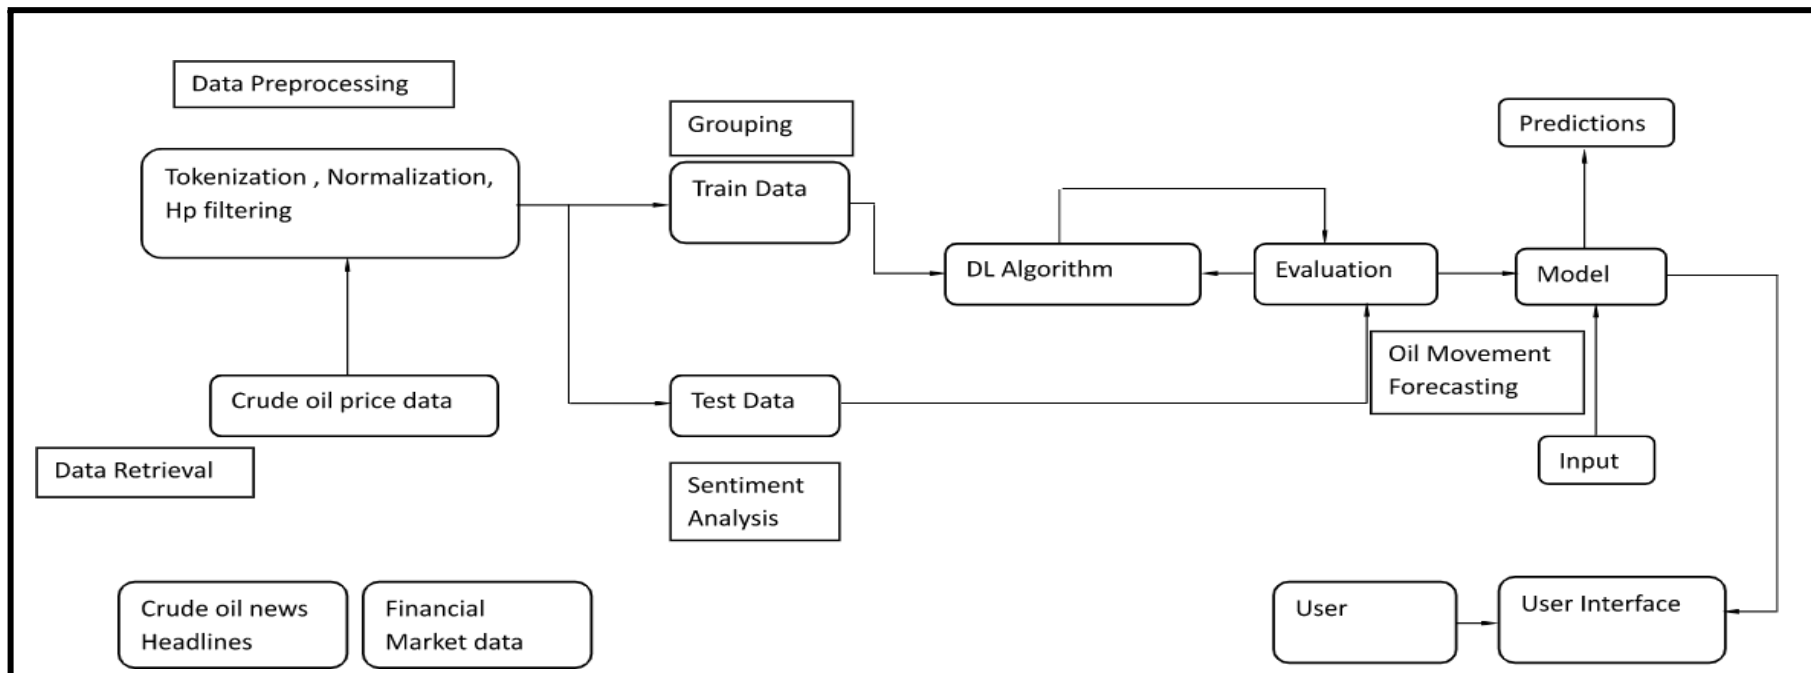 Data Preprocessing
Tokenization , Normalization,
Hp filtering
Crude oil price data
Data Retrieval
Crude oil news
Headlines
Financial
Market data
Grouping
Train Data
Test Data
Sentiment
Analysis
DL Algorithm
Evaluation
Predictions
Model
Oil Movement
Forecasting
Input
User
User Interface